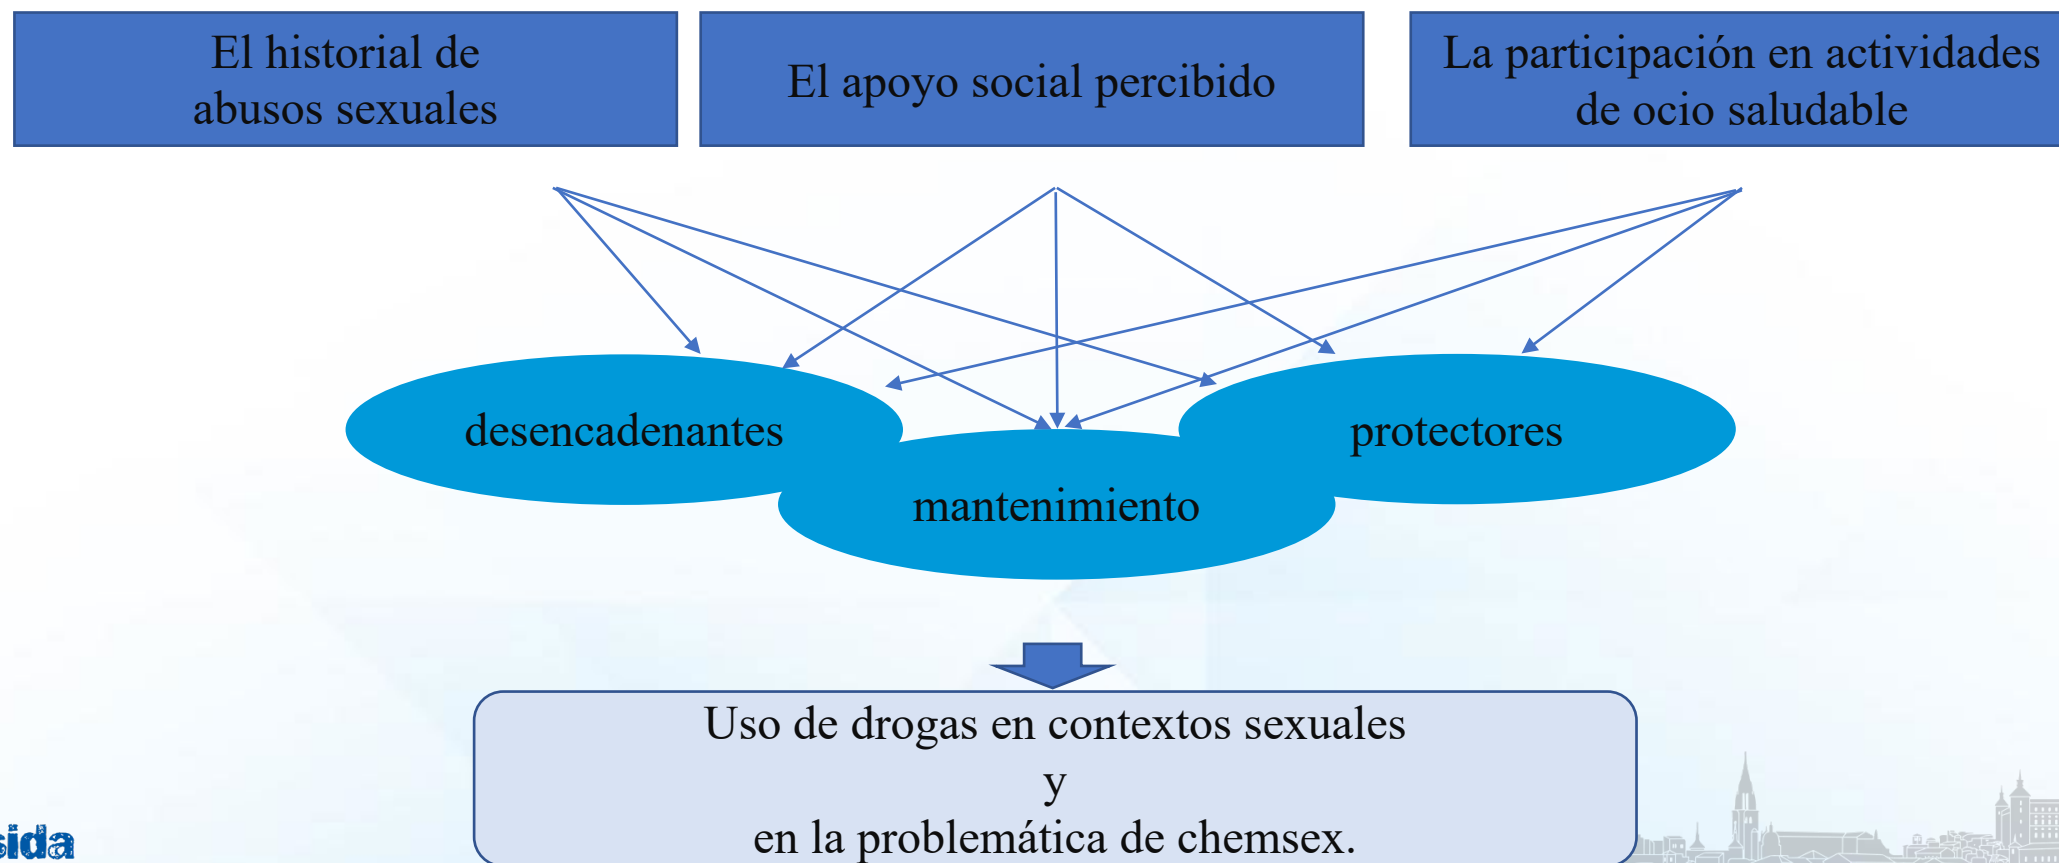 El historial de
abusos sexuales
El apoyo social percibido
La participación en actividades
de ocio saludable
desencadenantes
mantenimiento
protectores
Uso de drogas en contextos sexuales
y
en la problemática de chemsex.
sida